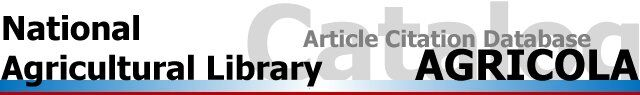 National
Agricultural Library
Catalog
Article Citation Database
AGRICOLA